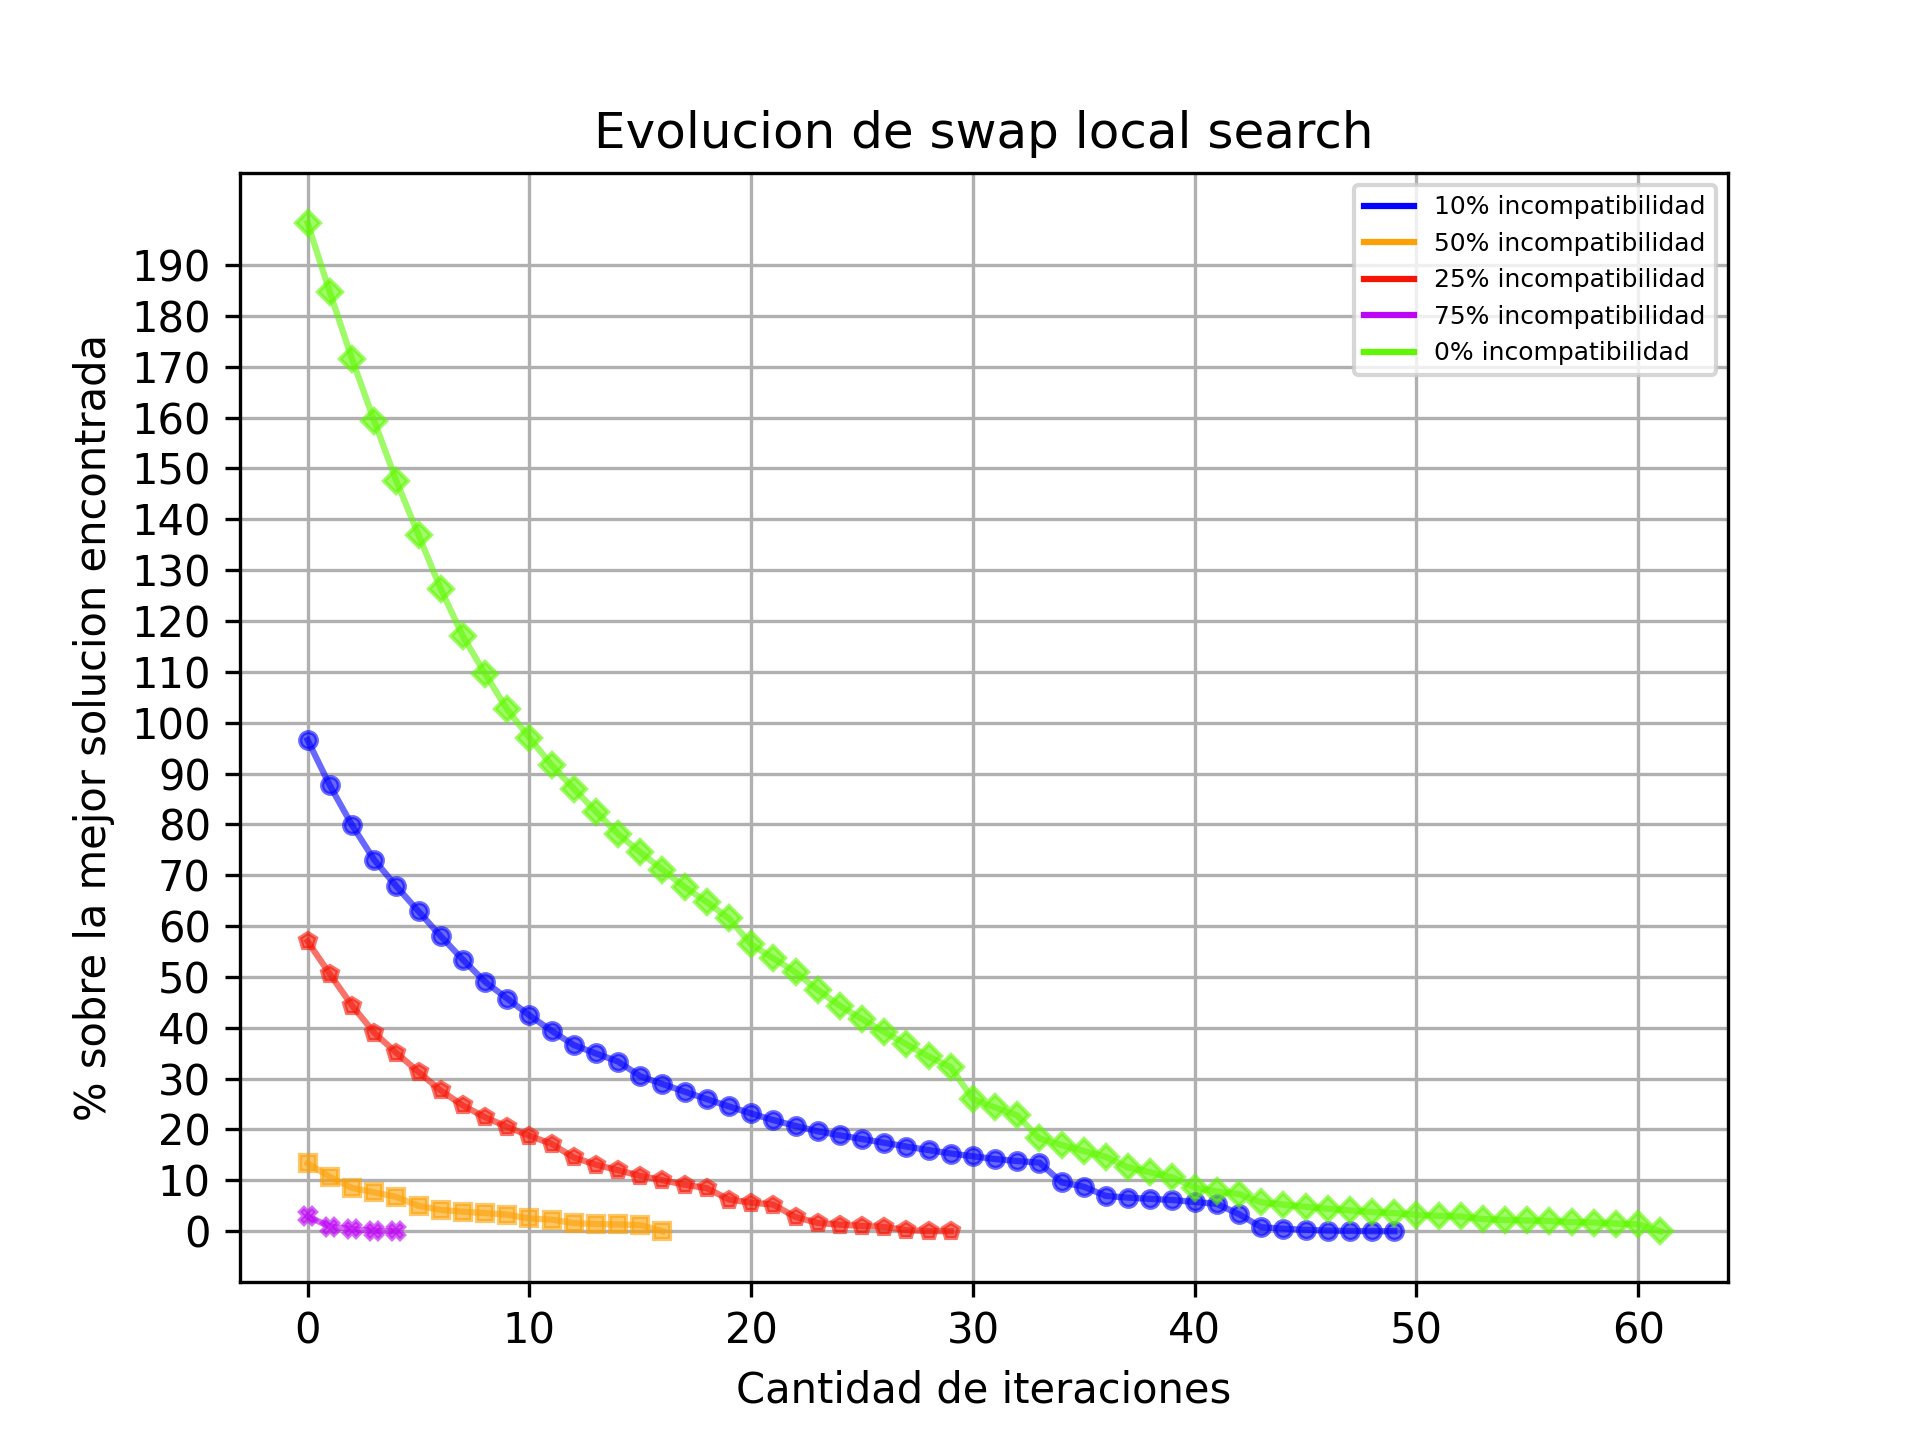 Evolucion de swap local search
10% incompatibilidad
50% incompatibilidad
25% incompatibilidad
75% incompatibilidad
0% incompatibilidad
% sobre la mejor solucion encontrada
190
180
170
160
150
140
130
120
110
100
90
80
70
60
50
40
30
20
10
0
0 10 20 30 40 50 60
Cantidad de iteraciones